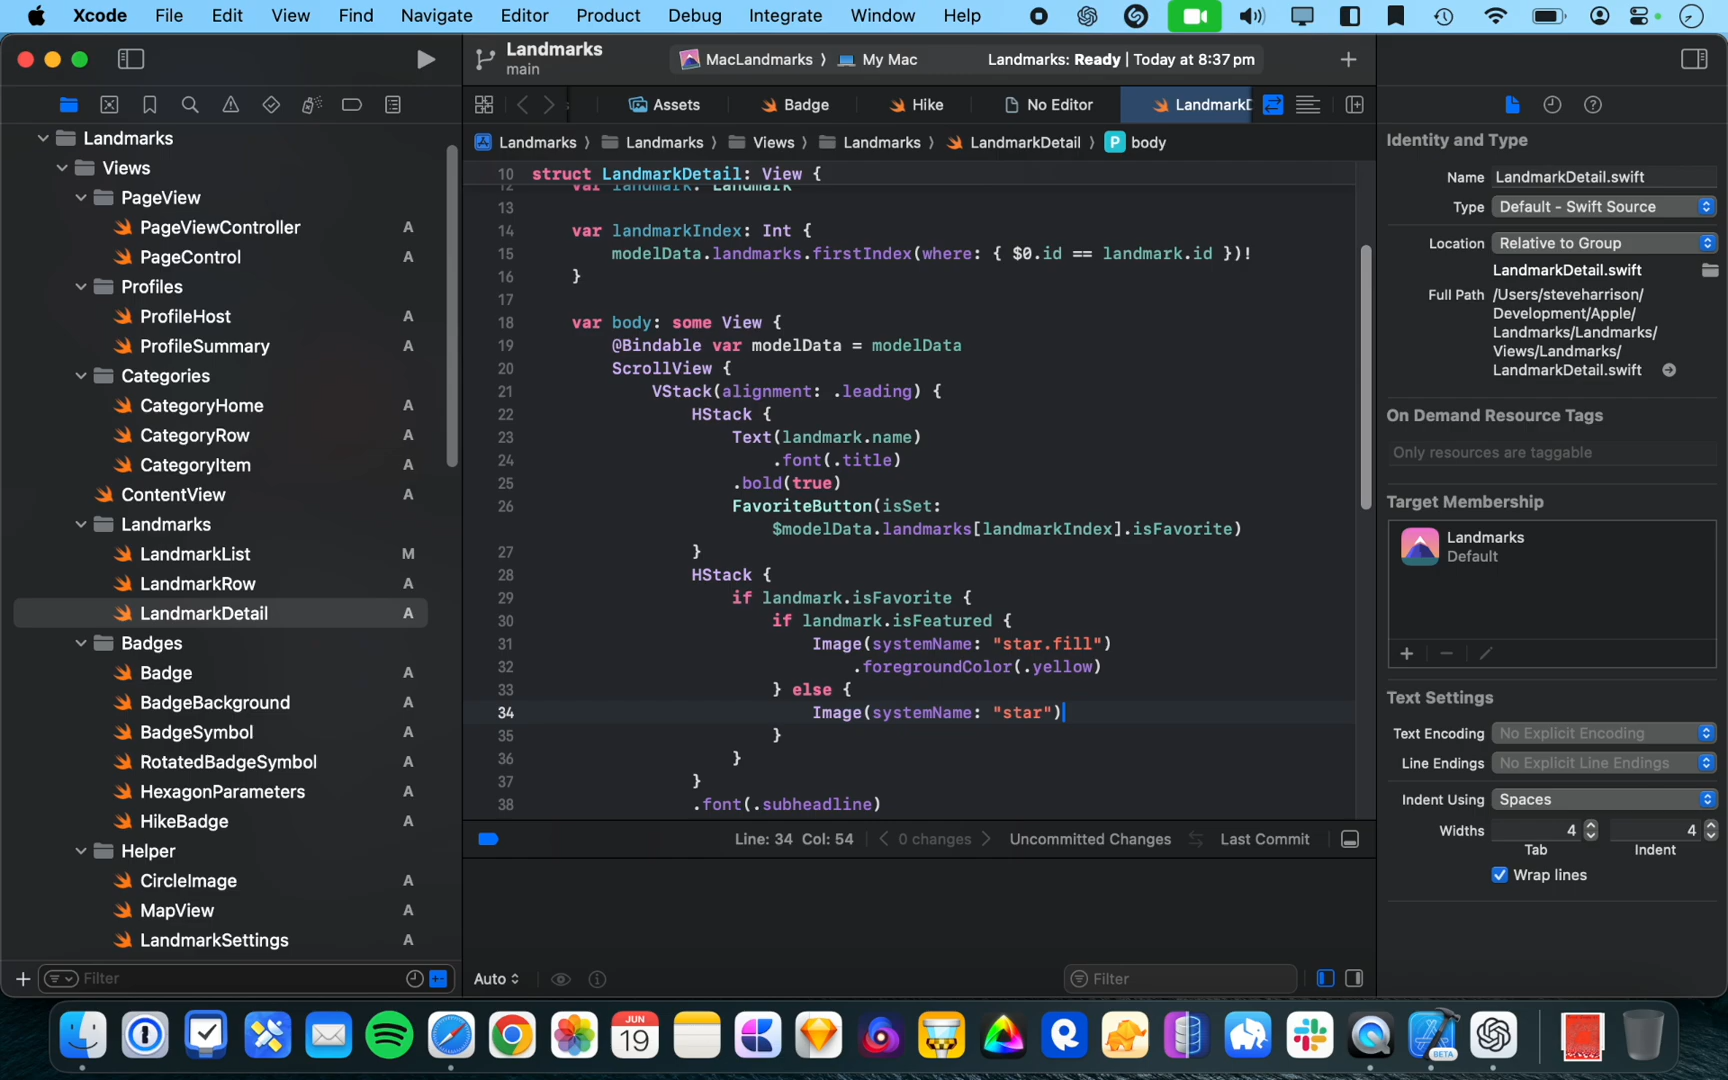 Xcode File Edit View Find Navigate Editor Product Debug Integrate Window Help
Landmarks
main
MacLandmarks 〉 My Mac
Landmarks: Ready | Today at 8:37 pm
Assets
Badge
Hike
No Editor
LandmarkD
Landmarks 〉 Landmarks 〉 Views 〉 Landmarks 〉 LandmarkDetail 〉 P body
Landmarks
Views
PageView
PageViewController A
PageControl A
Profiles
ProfileHost A
ProfileSummary A
Categories
CategoryHome A
CategoryRow A
CategoryItem A
ContentView A
Landmarks
LandmarkList M
LandmarkRow A
LandmarkDetail A
Badges
Badge A
BadgeBackground A
BadgeSymbol A
RotatedBadgeSymbol A
HexagonParameters A
HikeBadge A
Helper
CircleImage A
MapView A
LandmarkSettings A
Filter
10 struct LandmarkDetail: View {
12 var landmark: Landmark
13
14 var landmarkIndex: Int {
15 modelData.landmarks.firstIndex(where: { $0.id == landmark.id })!
16 }
17
18 var body: some View {
19 @Bindable var modelData = modelData
20 ScrollView {
21 VStack(alignment: .leading) {
22 HStack {
23 Text(landmark.name)
24 .font(.title)
25 .bold(true)
26 FavoriteButton(isSet:
$modelData.landmarks[landmarkIndex].isFavorite)
27 }
28 HStack {
29 if landmark.isFavorite {
30 if landmark.isFeatured {
31 Image(systemName: "star.fill")
32 .foregroundColor(.yellow)
33 } else {
34 Image(systemName: "star")
35 }
36 }
37 }
38 .font(.subheadline)
Line: 34 Col: 54
0 changes
Uncommitted Changes
Last Commit
Auto
Filter
Identity and Type
Name LandmarkDetail.swift
Type Default - Swift Source
Location Relative to Group
LandmarkDetail.swift
Full Path /Users/steveharrison/
Development/Apple/
Landmarks/Landmarks/
Views/Landmarks/
LandmarkDetail.swift
On Demand Resource Tags
Only resources are taggable
Target Membership
Landmarks
Default
Text Settings
Text Encoding No Explicit Encoding
Line Endings No Explicit Line Endings
Indent Using Spaces
Widths 4 4
Tab Indent
Wrap lines
JUN
19
BETA